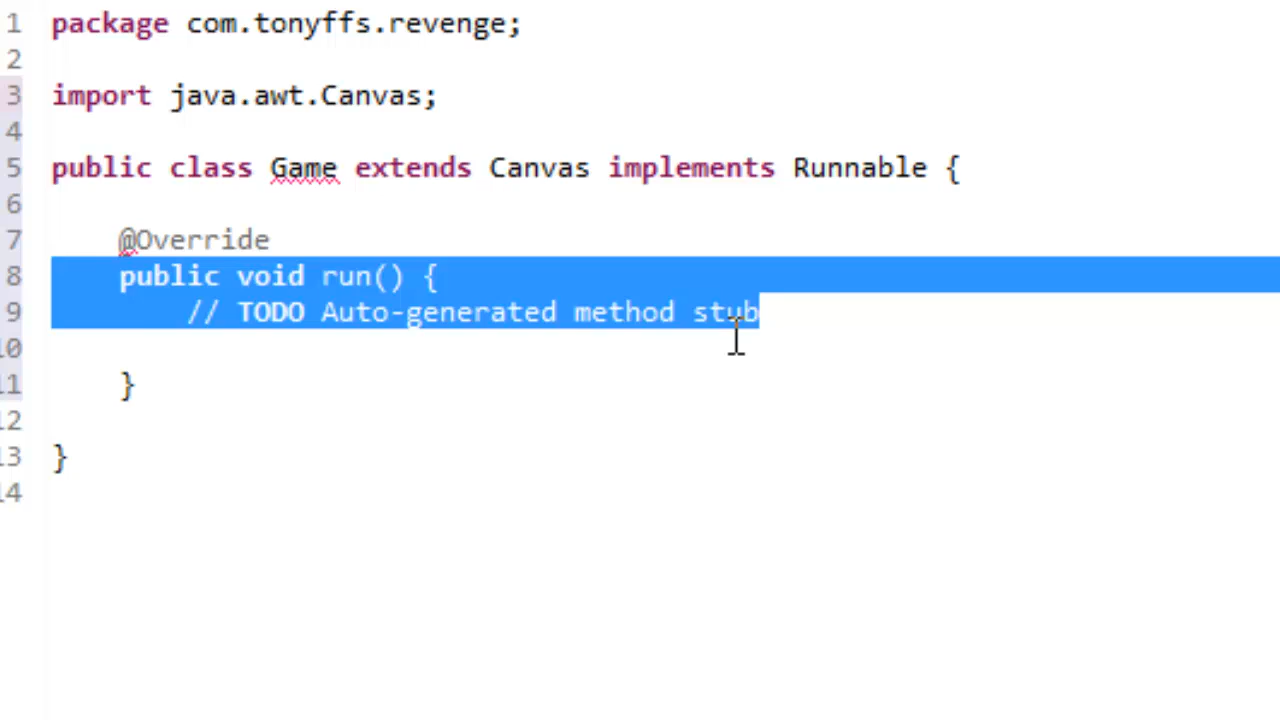 1 package com.tonyffs.revenge;
2
3 import java.awt.Canvas;
4
5 public class Game extends Canvas implements Runnable {
6
7 @Override
8 public void run() {
9 // TODO Auto-generated method stub
10
11 }
12
13 }
14